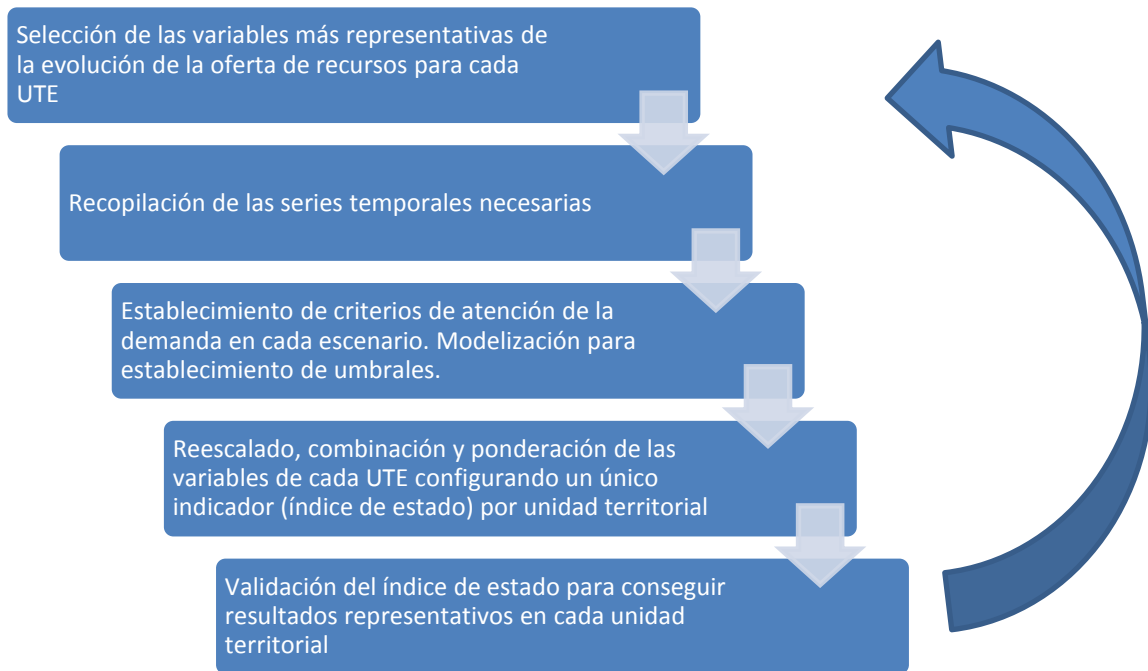 Selección de las variables más representativas de
la evolución de la oferta de recursos para cada
UTE
Recopilación de las series temporales necesarias
Establecimiento de criterios de atención de la
demanda en cada escenario. Modelización para
establecimiento de umbrales.
Reescalado, combinación y ponderación de las
variables de cada UTE configurando un único
indicador (índice de estado) por unidad territorial
Validación del índice de estado para conseguir
resultados representativos en cada unidad
territorial